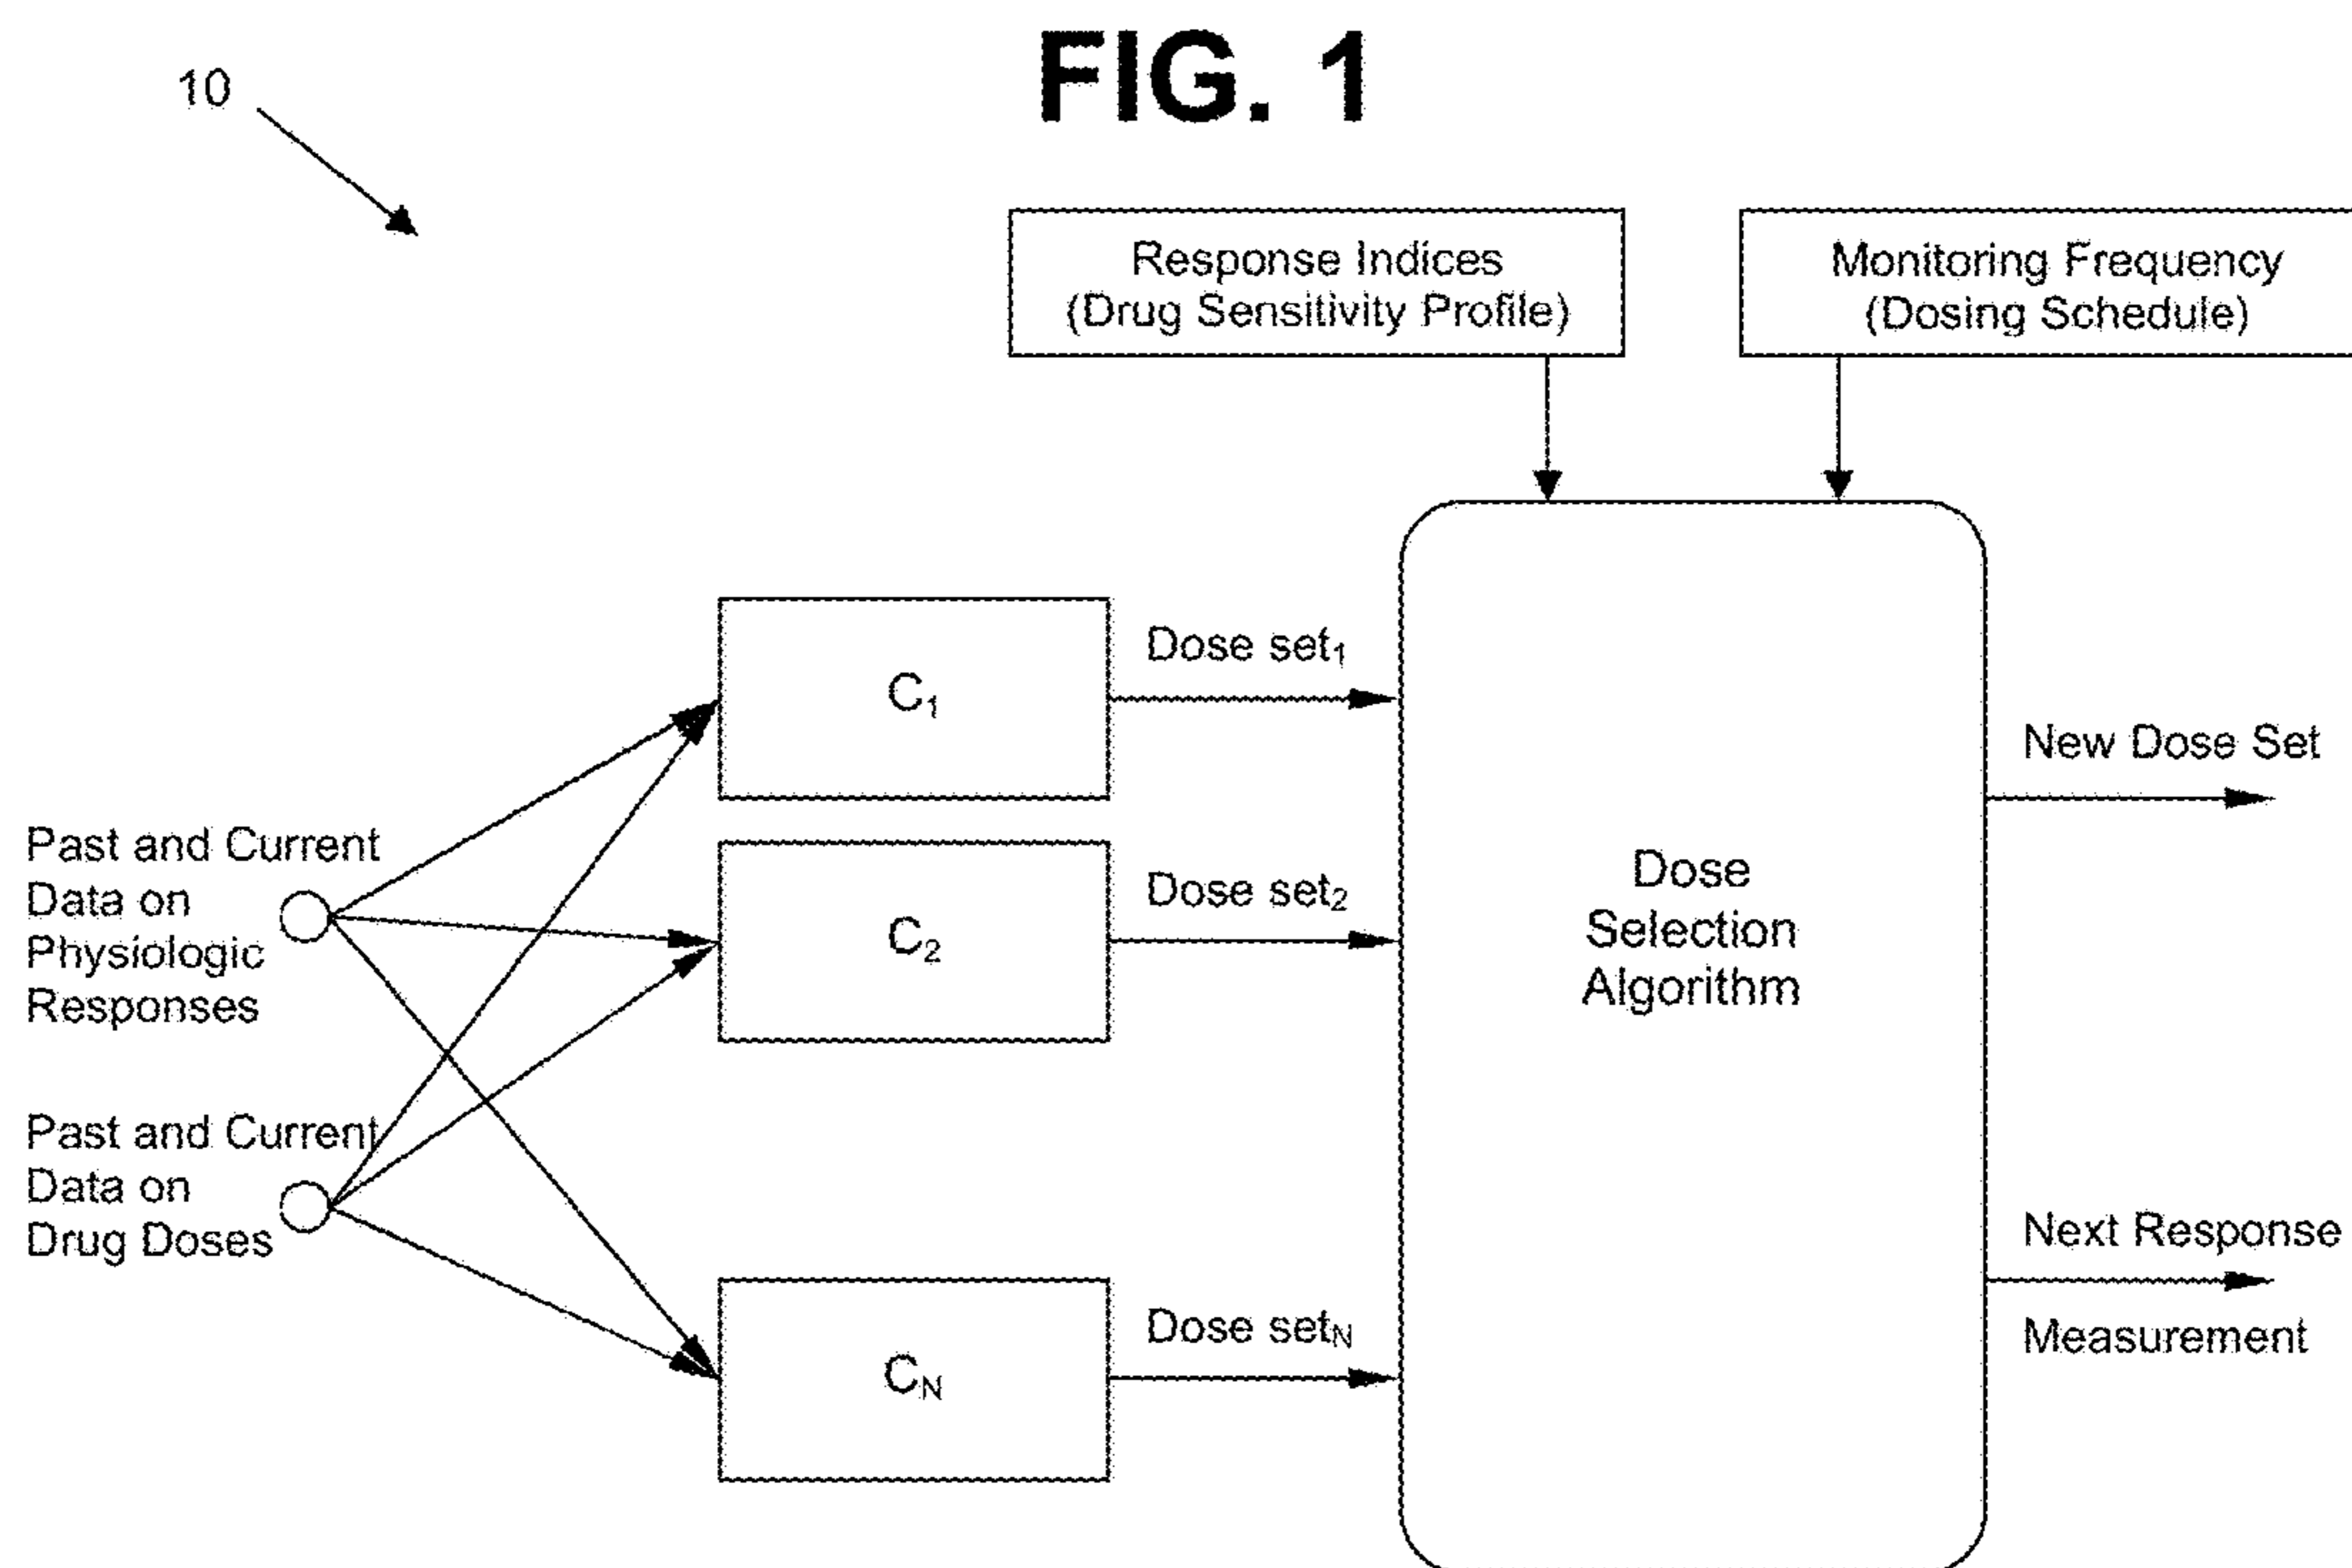 FIG. 1
10
Response Indices
(Drug Sensitivity Profile)
Monitoring Frequency
(Dosing Schedule)
C₁
Dose set₁
New Dose Set
Past and Current
Data on
Physiologic
Responses
C₂
Dose set₂
Dose
Selection
Algorithm
Past and Current
Data on
Drug Doses
Next Response
Measurement
C_N
Dose set_N